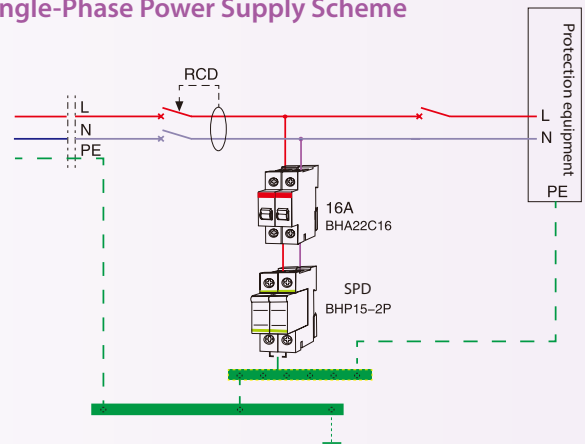 ngle-Phase Power Supply Scheme
RCD
L
N
PE
Protection equipment
L
N
PE
16A
BHA22C16
SPD
BHP15-2P